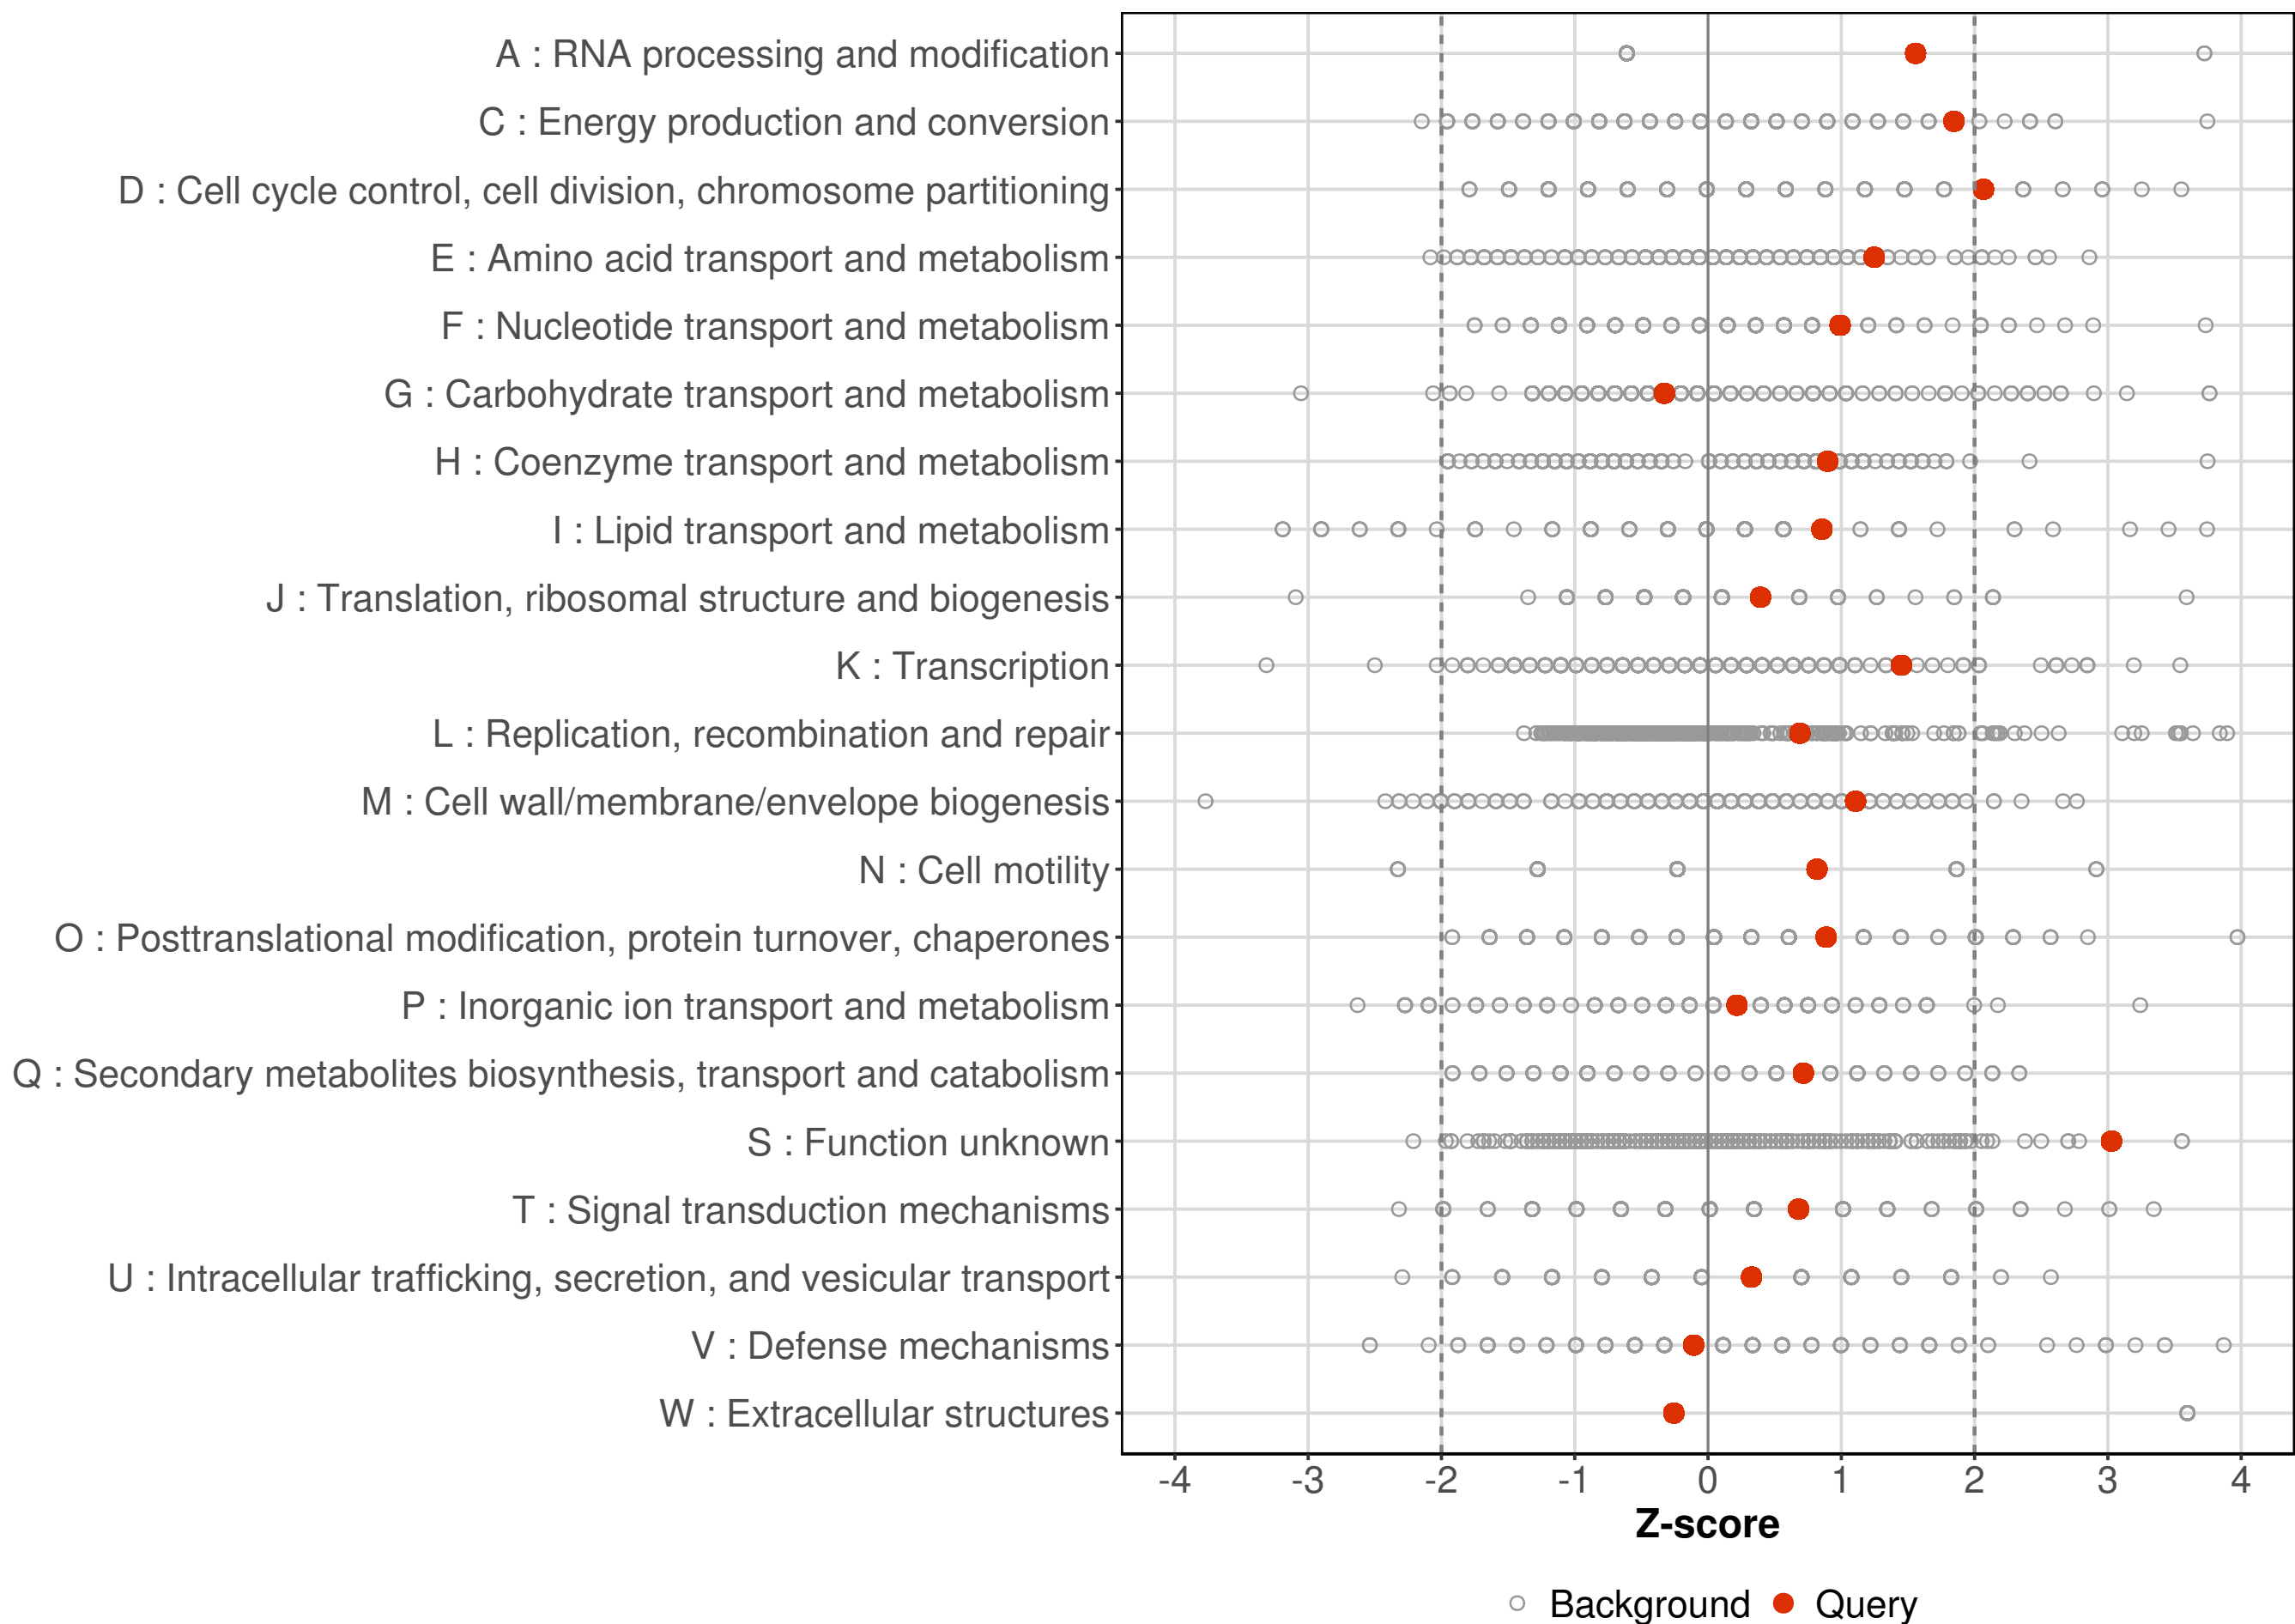 A : RNA processing and modification
C : Energy production and conversion
D : Cell cycle control, cell division, chromosome partitioning
E : Amino acid transport and metabolism
F : Nucleotide transport and metabolism
G : Carbohydrate transport and metabolism
H : Coenzyme transport and metabolism
I : Lipid transport and metabolism
J : Translation, ribosomal structure and biogenesis
K : Transcription
L : Replication, recombination and repair
M : Cell wall/membrane/envelope biogenesis
N : Cell motility
O : Posttranslational modification, protein turnover, chaperones
P : Inorganic ion transport and metabolism
Q : Secondary metabolites biosynthesis, transport and catabolism
S : Function unknown
T : Signal transduction mechanisms
U : Intracellular trafficking, secretion, and vesicular transport
V : Defense mechanisms
W : Extracellular structures
-4 -3 -2 -1 0 1 2 3 4
Z-score
Background Query